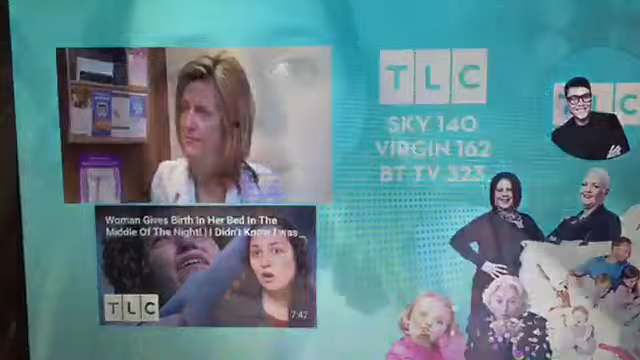 TLC
SKY 140
VIRGIN 162
BT TV 323
TLC
Woman Gives Birth In Her Bed In The
Middle Of The Night! | I Didn't Know I was
TLC
7:42